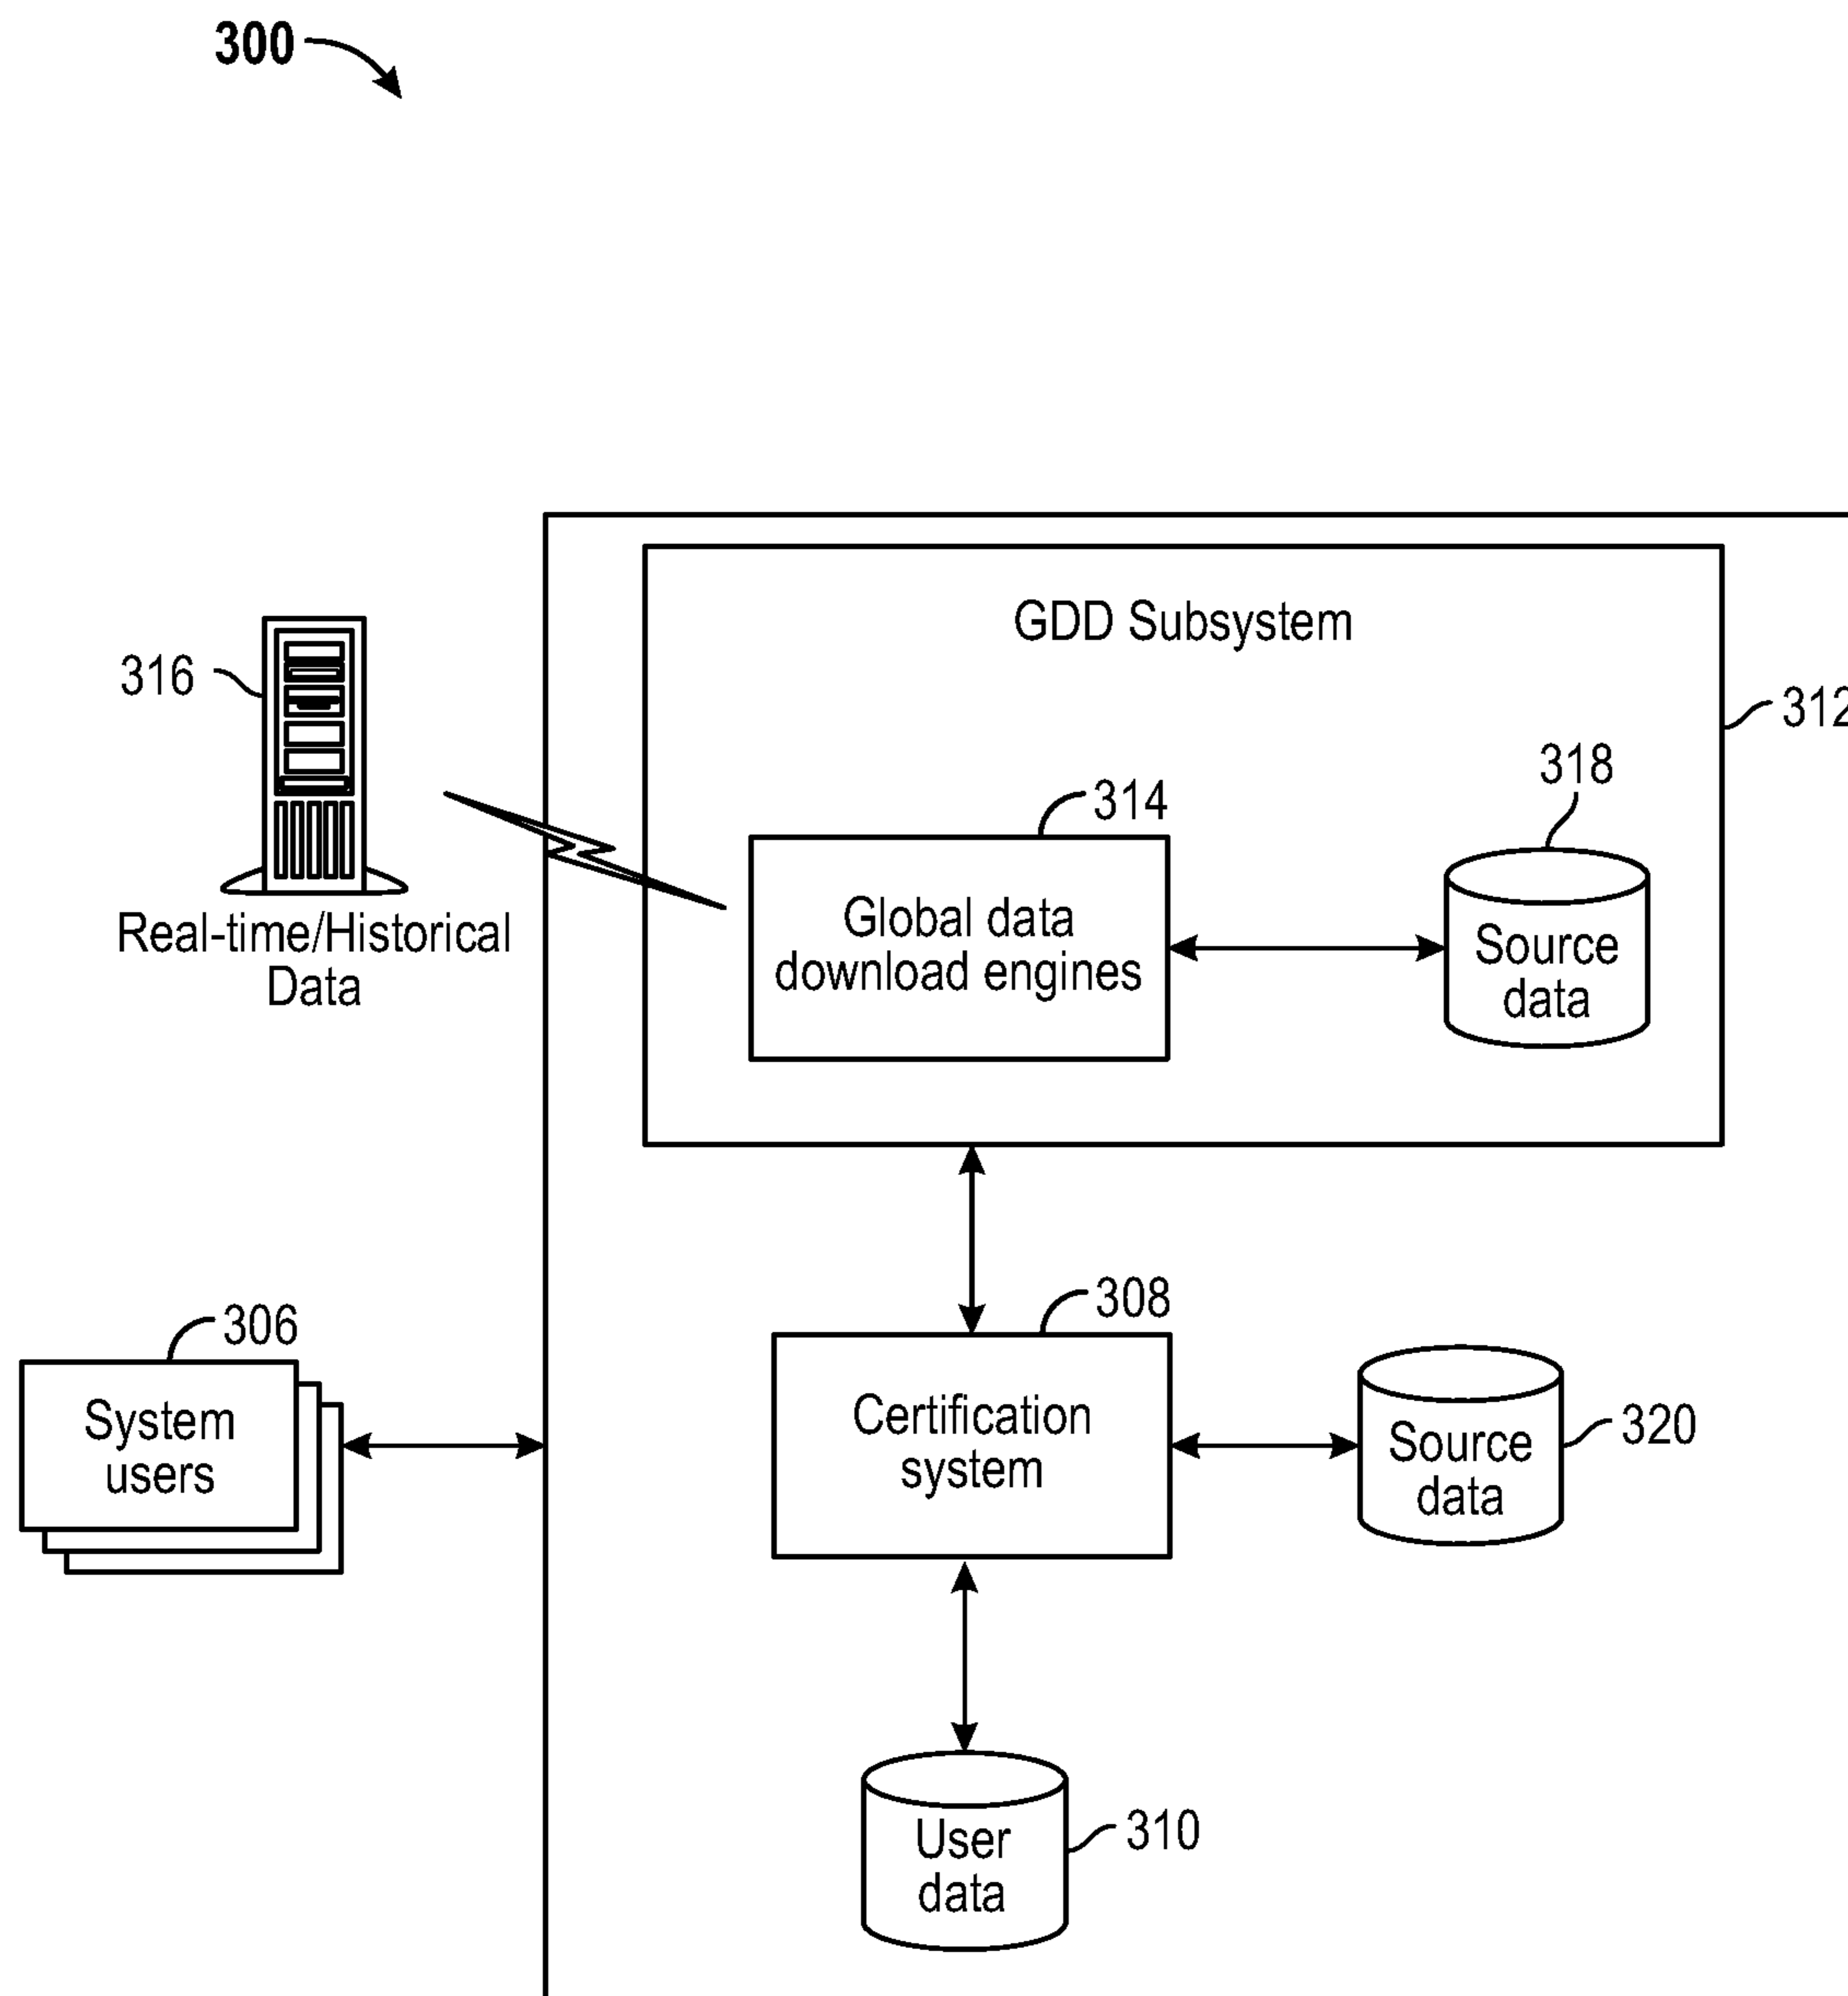 300
GDD Subsystem
316
312
318
314
Real-time/Historical
Data
Global data
download engines
Source
data
308
306
System
users
Certification
system
Source
data
320
User
data
310